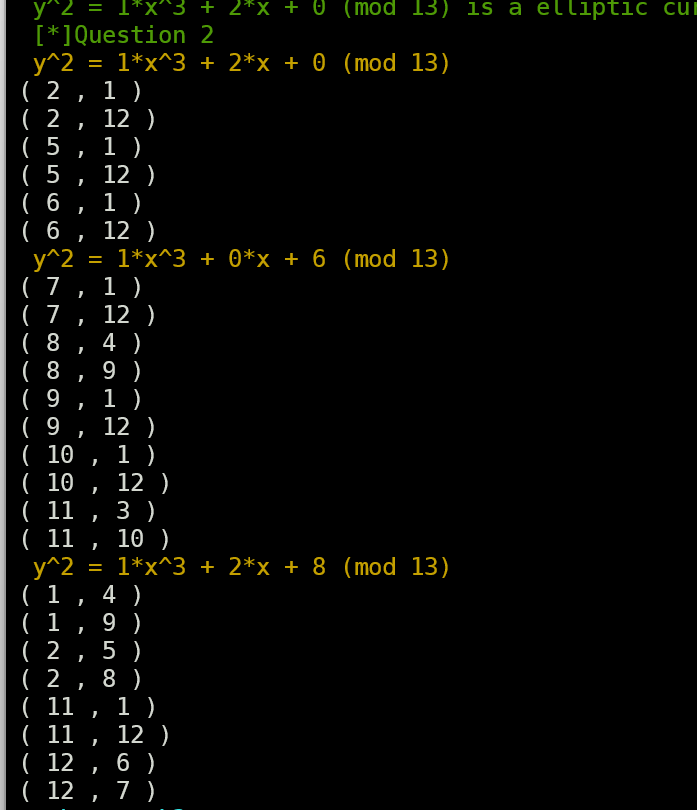 y^2 = 1*x^3 + 2*x + 0 (mod 13) is a elliptic cur
[*]Question 2
y^2 = 1*x^3 + 2*x + 0 (mod 13)
( 2 , 1 )
( 2 , 12 )
( 5 , 1 )
( 5 , 12 )
( 6 , 1 )
( 6 , 12 )
y^2 = 1*x^3 + 0*x + 6 (mod 13)
( 7 , 1 )
( 7 , 12 )
( 8 , 4 )
( 8 , 9 )
( 9 , 1 )
( 9 , 12 )
( 10 , 1 )
( 10 , 12 )
( 11 , 3 )
( 11 , 10 )
y^2 = 1*x^3 + 2*x + 8 (mod 13)
( 1 , 4 )
( 1 , 9 )
( 2 , 5 )
( 2 , 8 )
( 11 , 1 )
( 11 , 12 )
( 12 , 6 )
( 12 , 7 )